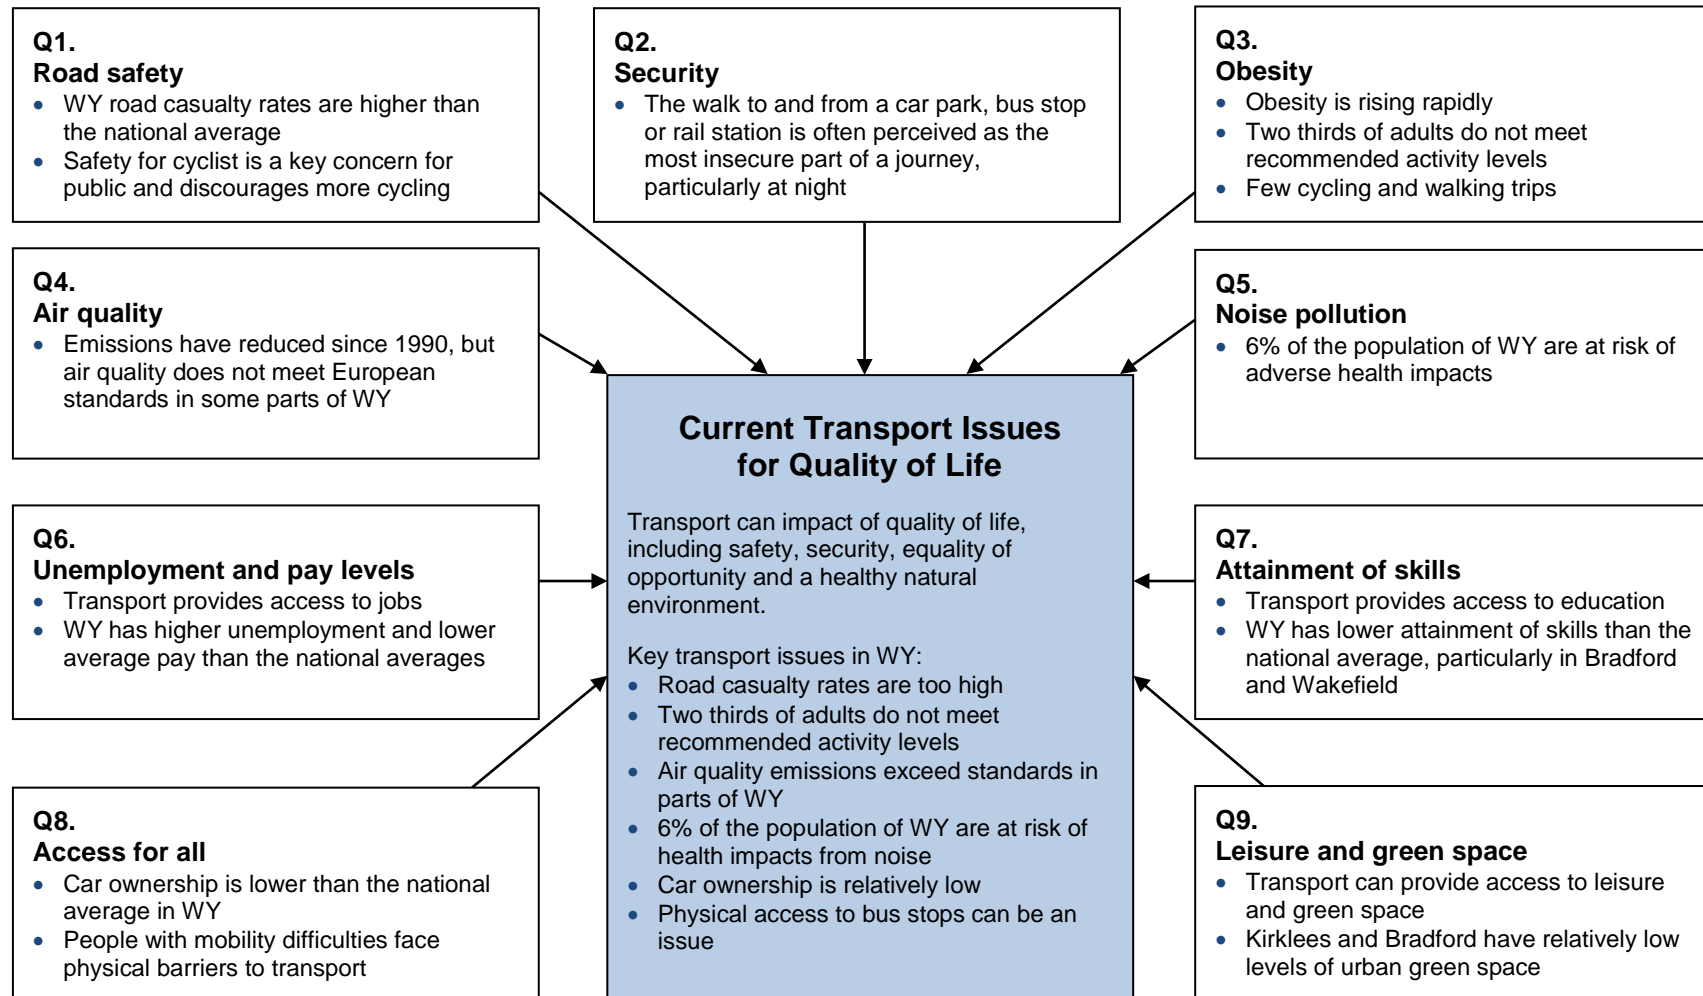 Q1.
Road safety
• WY road casualty rates are higher than
the national average
• Safety for cyclist is a key concern for
public and discourages more cycling
Q2.
Security
• The walk to and from a car park, bus stop
or rail station is often perceived as the
most insecure part of a journey,
particularly at night
Q3.
Obesity
• Obesity is rising rapidly
• Two thirds of adults do not meet
recommended activity levels
• Few cycling and walking trips
Q4.
Air quality
• Emissions have reduced since 1990, but
air quality does not meet European
standards in some parts of WY
Q5.
Noise pollution
• 6% of the population of WY are at risk of
adverse health impacts
Current Transport Issues
for Quality of Life
Transport can impact of quality of life,
including safety, security, equality of
opportunity and a healthy natural
environment.
Key transport issues in WY:
• Road casualty rates are too high
• Two thirds of adults do not meet
recommended activity levels
• Air quality emissions exceed standards in
parts of WY
• 6% of the population of WY are at risk of
health impacts from noise
• Car ownership is relatively low
• Physical access to bus stops can be an
issue
Q6.
Unemployment and pay levels
• Transport provides access to jobs
• WY has higher unemployment and lower
average pay than the national averages
Q7.
Attainment of skills
• Transport provides access to education
• WY has lower attainment of skills than the
national average, particularly in Bradford
and Wakefield
Q8.
Access for all
• Car ownership is lower than the national
average in WY
• People with mobility difficulties face
physical barriers to transport
Q9.
Leisure and green space
• Transport can provide access to leisure
and green space
• Kirklees and Bradford have relatively low
levels of urban green space